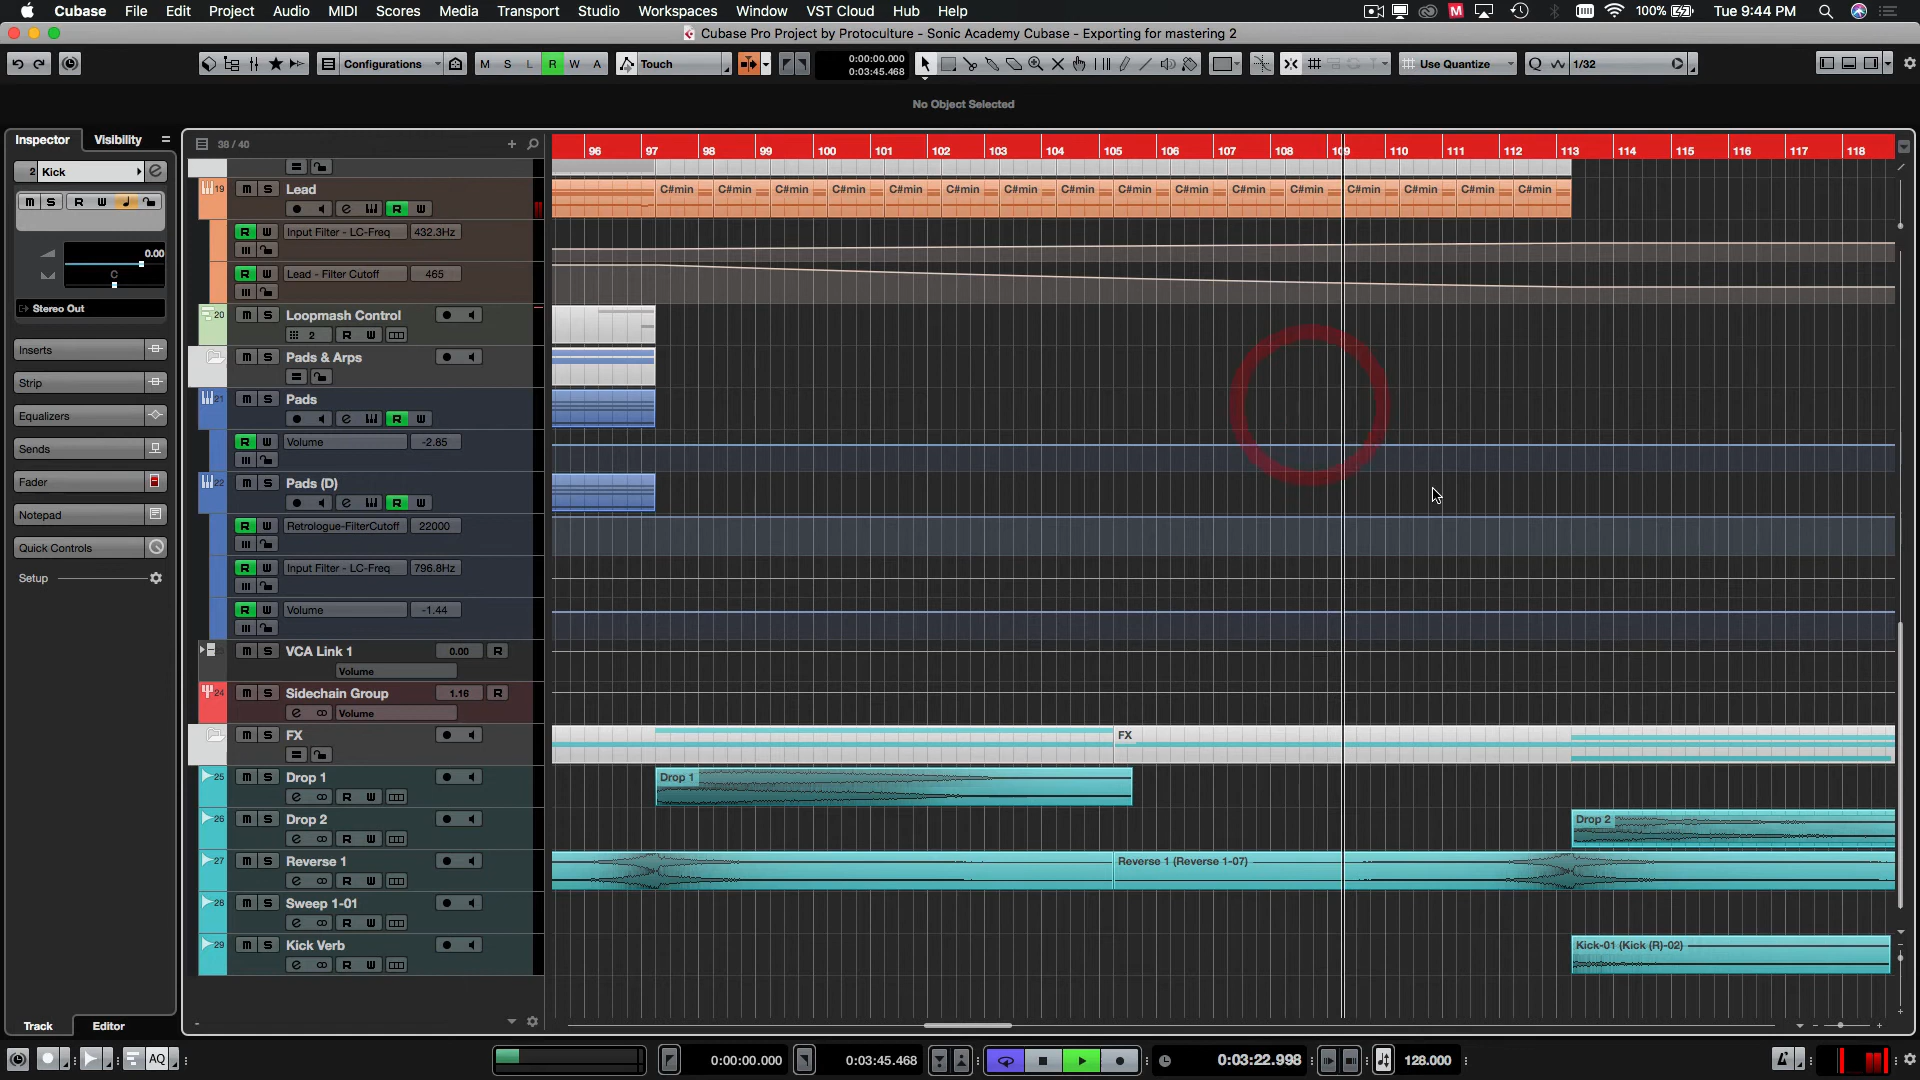 Cubase File Edit Project Audio MIDI Scores Media Transport Studio Workspaces Window VST Cloud Hub Help 100% Tue 9:44 PM
Cubase Pro Project by Protoculture - Sonic Academy Cubase - Exporting for mastering 2
Configurations M S L R W A Touch 0:00:00.000 Use Quantize Q 1/32
0:03:45.468
No Object Selected
Inspector Visibility 38 / 40
96 97 98 99 100 101 102 103 104 105 106 107 108 109 110 111 112 113 114 115 116 117 118
2 Kick e
M S R W
0.00
C
Stereo Out
Inserts
Strip
Equalizers
Sends
Fader
Notepad
Quick Controls
Setup
19 M S Lead C#min C#min C#min C#min C#min C#min C#min C#min C#min C#min C#min C#min C#min C#min C#min C#min
e R W
R W Input Filter - LC-Freq 432.3Hz
R W Lead - Filter Cutoff 465
20 M S Loopmash Control
2 R W
M S Pads & Arps
21 M S Pads
e R W
R W Volume -2.85
22 M S Pads (D)
e R W
R W Retrologue-FilterCutoff 22000
R W Input Filter - LC-Freq 796.8Hz
R W Volume -1.44
M S VCA Link 1 0.00 R
Volume
24 M S Sidechain Group 1.16 R
e Volume
M S FX FX
25 M S Drop 1 Drop 1
e R W
26 M S Drop 2 Drop 2
e R W
27 M S Reverse 1 Reverse 1 (Reverse 1-07)
e R W
28 M S Sweep 1-01
e R W
29 M S Kick Verb Kick-01 (Kick (R)-02)
e R W
Track Editor
AQ 0:00:00.000 0:03:45.468 0:03:22.998 128.000